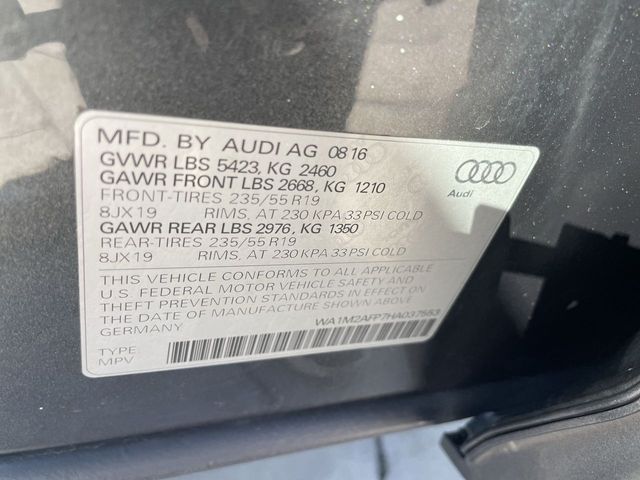 MFD. BY AUDI AG 08 16
GVWR LBS 5423, KG 2460
GAWR FRONT LBS 2668, KG 1210
FRONT-TIRES 235/55 R19
8JX19 RIMS, AT 230 KPA 33 PSI COLD
GAWR REAR LBS 2976, KG 1350
REAR-TIRES 235/55 R19
8JX19 RIMS, AT 230 KPA 33 PSI COLD
THIS VEHICLE CONFORMS TO ALL APPLICABLE
U.S. FEDERAL MOTOR VEHICLE SAFETY AND
THEFT PREVENTION STANDARDS IN EFFECT ON
THE DATE OF MANUFACTURE SHOWN ABOVE.
GERMANY
WA1M2AFP7HA037553
TYPE
MPV
Audi